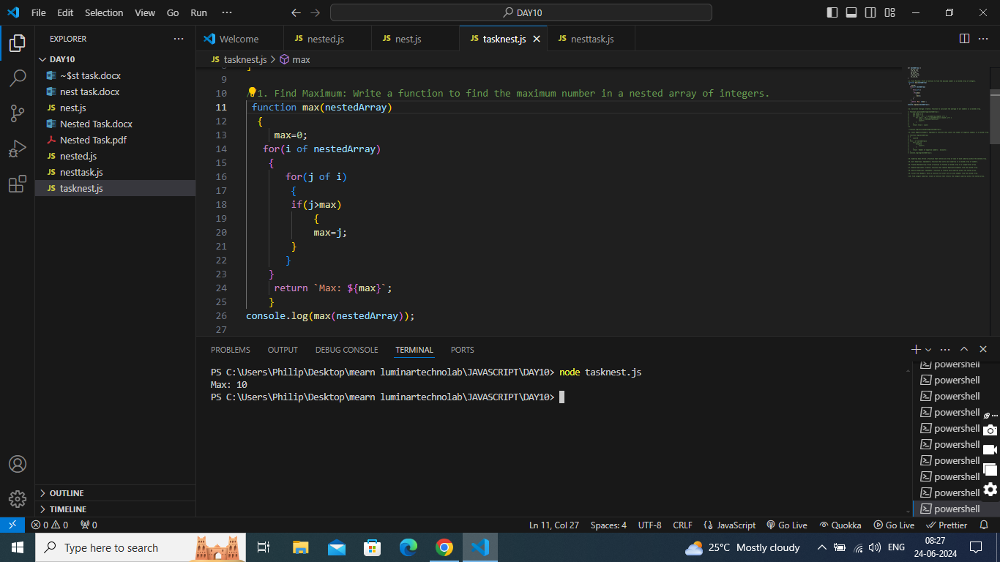 File Edit Selection View Go Run ··· DAY10
EXPLORER ···
DAY10
~$st task.docx
nest task.docx
nest.js
Nested Task.docx
Nested Task.pdf
nested.js
nesttask.js
tasknest.js
OUTLINE
TIMELINE
Welcome JS nested.js JS nest.js JS tasknest.js JS nesttask.js
JS tasknest.js > max
9
10 /1. Find Maximum: Write a function to find the maximum number in a nested array of integers.
11 function max(nestedArray)
12 {
13 max=0;
14 for(i of nestedArray)
15 {
16 for(j of i)
17 {
18 if(j>max)
19 {
20 max=j;
21 }
22 }
23 }
24 return `Max: ${max}`;
25 }
26 console.log(max(nestedArray));
27
PROBLEMS OUTPUT DEBUG CONSOLE TERMINAL PORTS
PS C:\Users\Philip\Desktop\mearn luminartechnolab\JAVASCRIPT\DAY10> node tasknest.js
Max: 10
PS C:\Users\Philip\Desktop\mearn luminartechnolab\JAVASCRIPT\DAY10>
powershell
powershell
powershell
powershell
powershell
powershell
powershell
powershell
powershell
powershell
0 0 0 Ln 11, Col 27 Spaces: 4 UTF-8 CRLF {} JavaScript Go Live Quokka Go Live Prettier
Type here to search 25°C Mostly cloudy ENG 08:27
24-06-2024